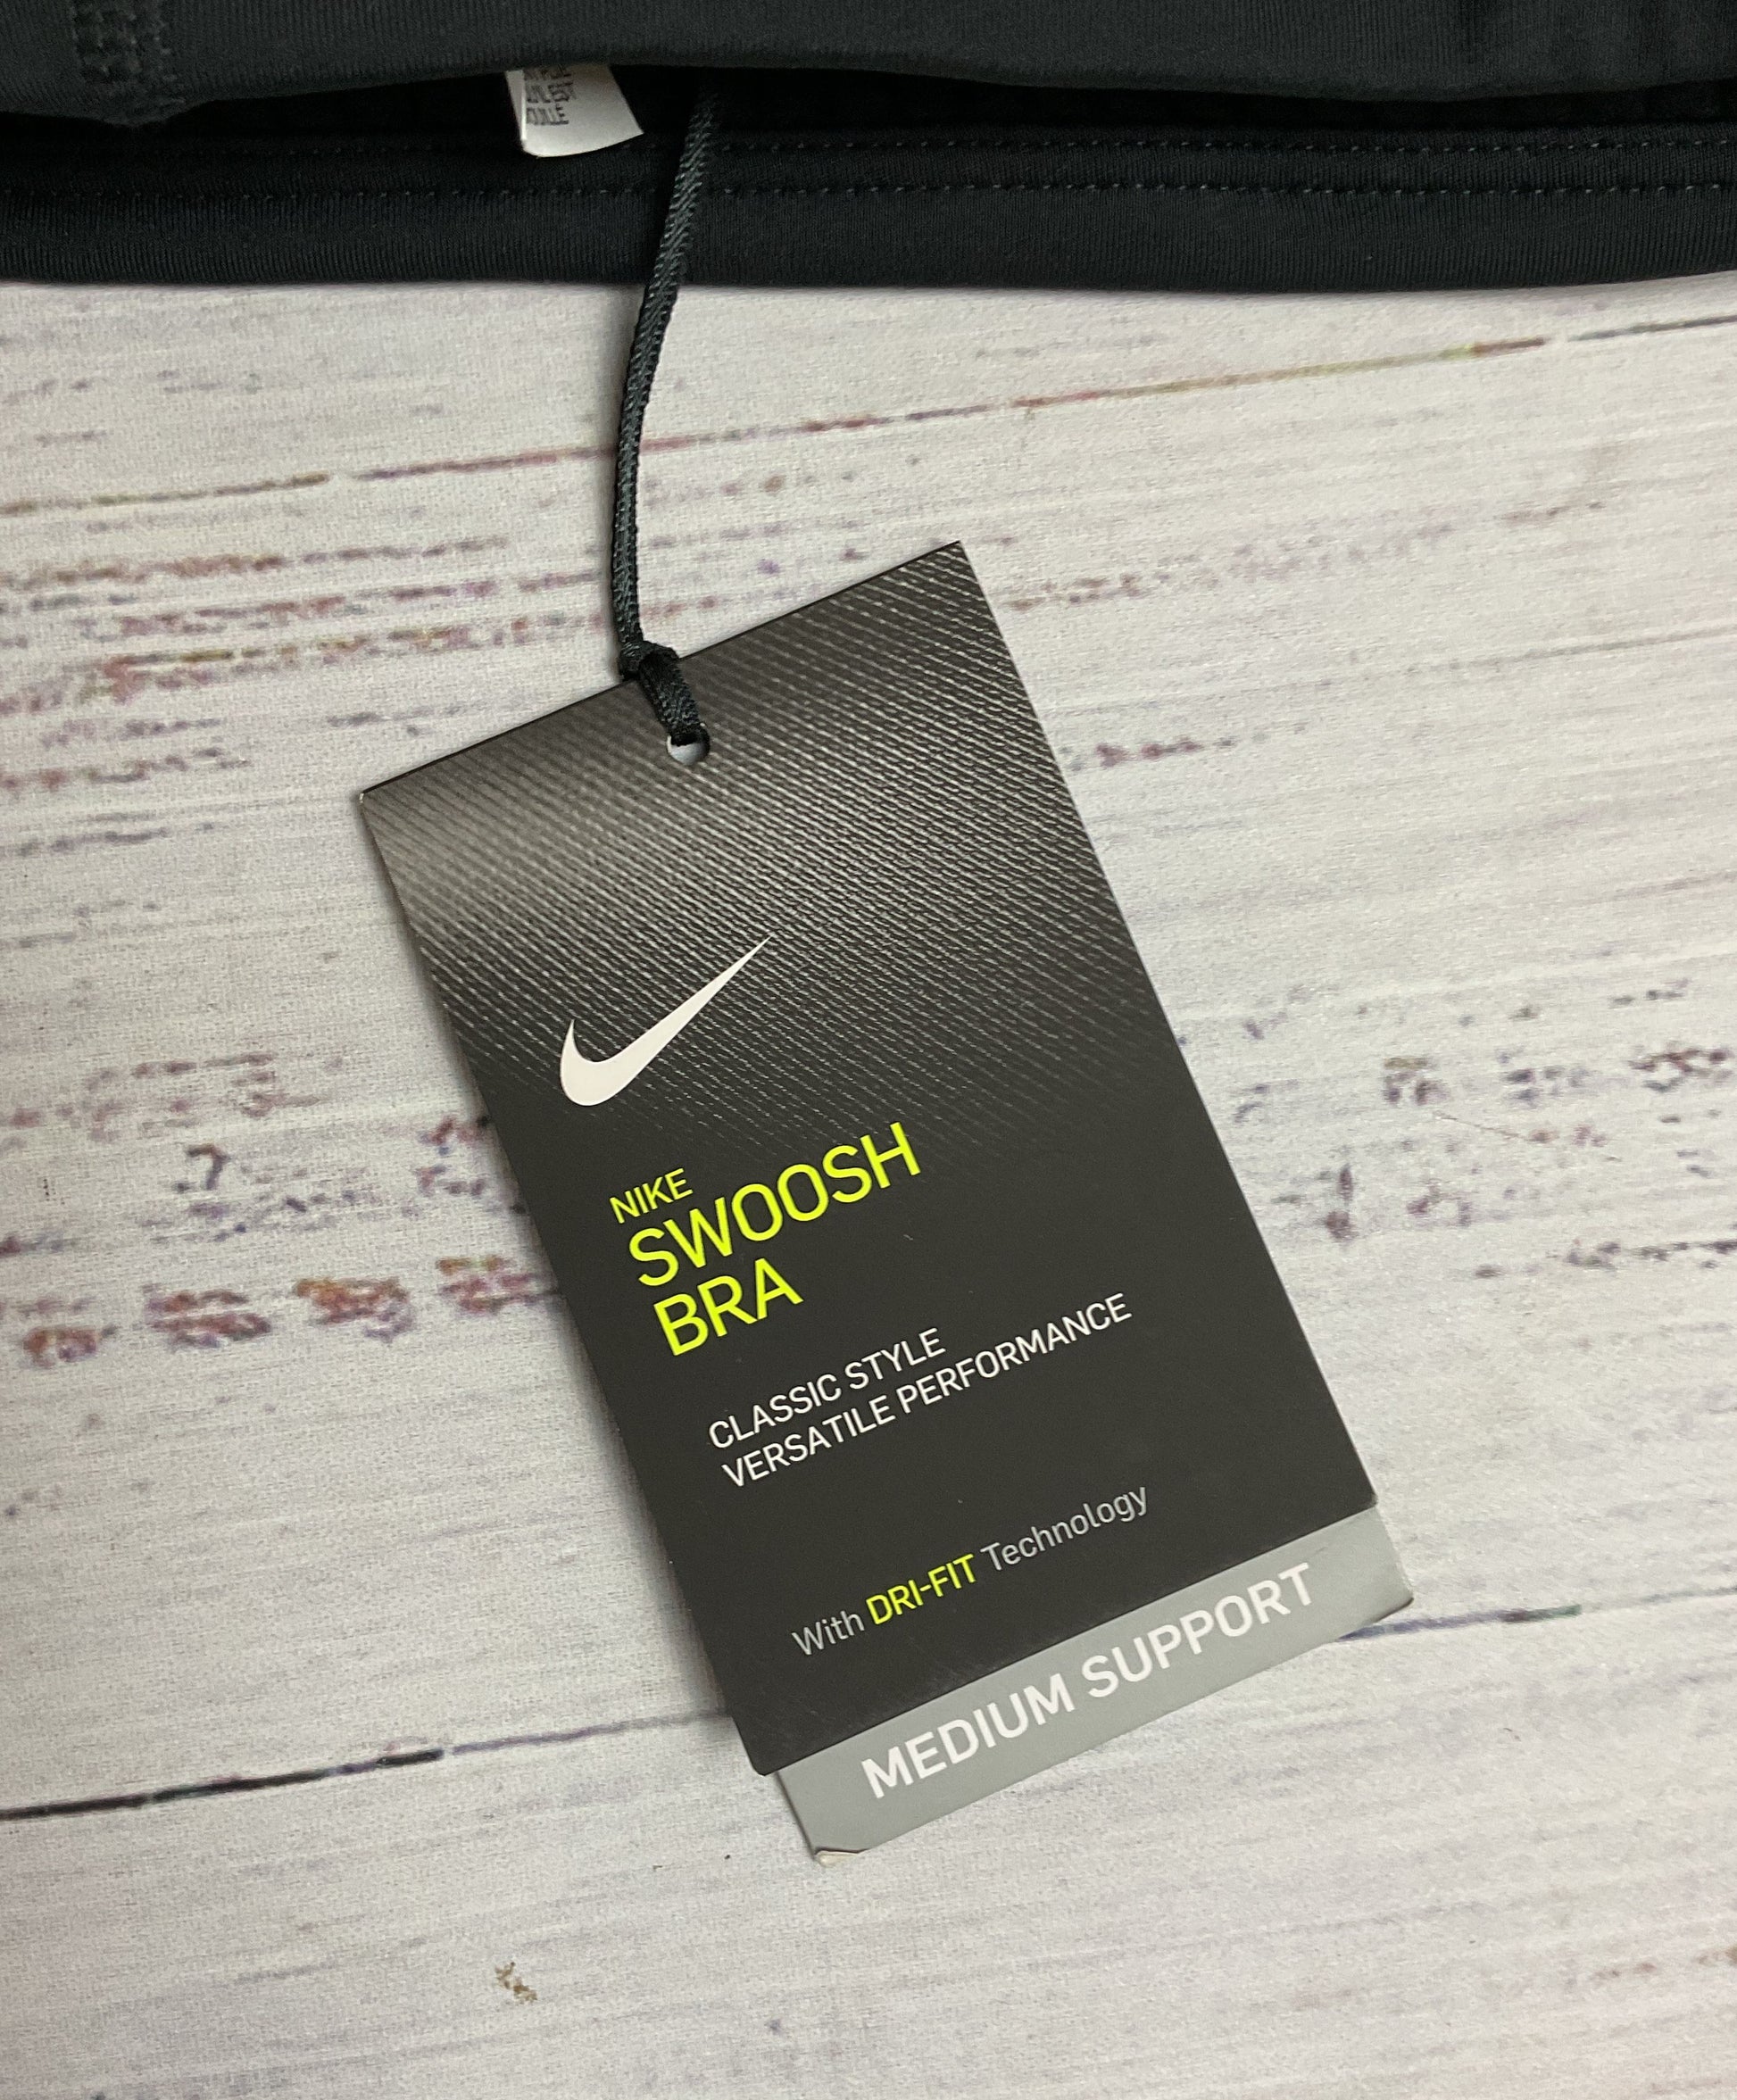 NIKE
SWOOSH
BRA
CLASSIC STYLE
VERSATILE PERFORMANCE
With DRI-FIT Technology
MEDIUM SUPPORT